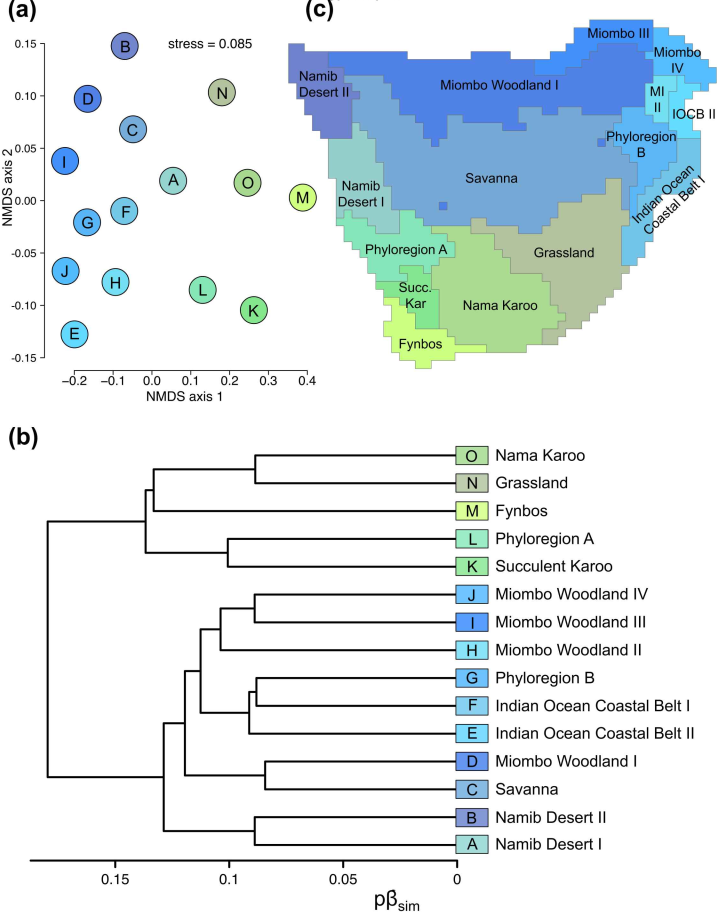 (a)
stress = 0.085
NMDS axis 2
0.15
0.10
0.05
0.00
−0.05
−0.10
−0.15
B
N
D
C
I
A
O
M
F
G
J
H
L
K
E
−0.2
−0.1
0.0
0.1
0.2
0.3
0.4
NMDS axis 1
(c)
Miombo III
Miombo
IV
Namib
Desert II
Miombo Woodland I
MI
II
IOCB II
Phyloregion
B
Savanna
Namib
Desert I
Indian Ocean
Coastal Belt I
Phyloregion A
Grassland
Succ.
Kar
Nama Karoo
Fynbos
(b)
O Nama Karoo
N Grassland
M Fynbos
L Phyloregion A
K Succulent Karoo
J Miombo Woodland IV
I Miombo Woodland III
H Miombo Woodland II
G Phyloregion B
F Indian Ocean Coastal Belt I
E Indian Ocean Coastal Belt II
D Miombo Woodland I
C Savanna
B Namib Desert II
A Namib Desert I
0.15 0.1 0.05 0
pβsim